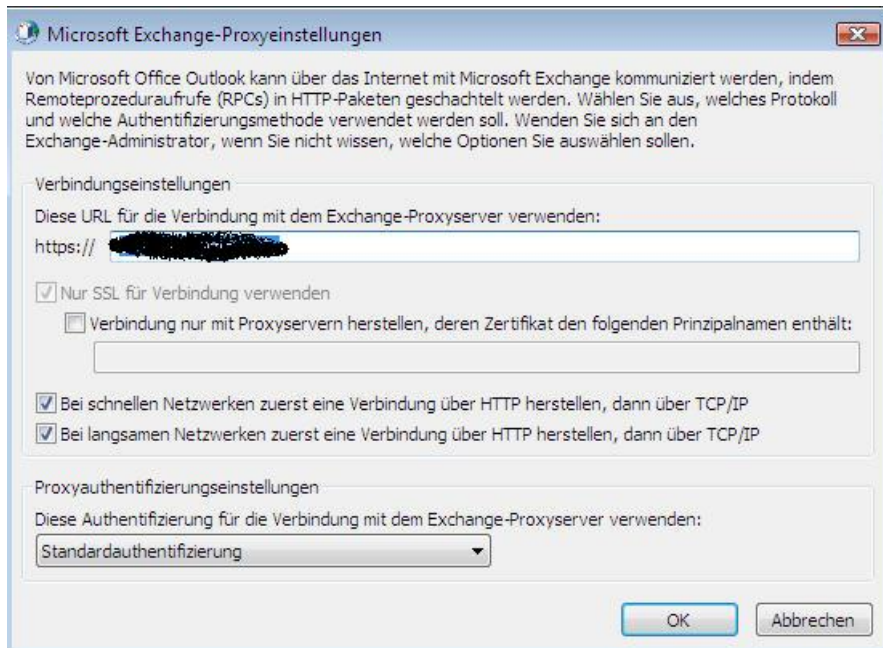 Microsoft Exchange-Proxyeinstellungen
Von Microsoft Office Outlook kann über das Internet mit Microsoft Exchange kommuniziert werden, indem
Remoteprozeduraufrufe (RPCs) in HTTP-Paketen geschachtelt werden. Wählen Sie aus, welches Protokoll
und welche Authentifizierungsmethode verwendet werden soll. Wenden Sie sich an den
Exchange-Administrator, wenn Sie nicht wissen, welche Optionen Sie auswählen sollen.
Verbindungseinstellungen
Diese URL für die Verbindung mit dem Exchange-Proxyserver verwenden:
https://
Nur SSL für Verbindung verwenden
Verbindung nur mit Proxyservern herstellen, deren Zertifikat den folgenden Prinzipalnamen enthält:
Bei schnellen Netzwerken zuerst eine Verbindung über HTTP herstellen, dann über TCP/IP
Bei langsamen Netzwerken zuerst eine Verbindung über HTTP herstellen, dann über TCP/IP
Proxyauthentifizierungseinstellungen
Diese Authentifizierung für die Verbindung mit dem Exchange-Proxyserver verwenden:
Standardauthentifizierung
OK Abbrechen